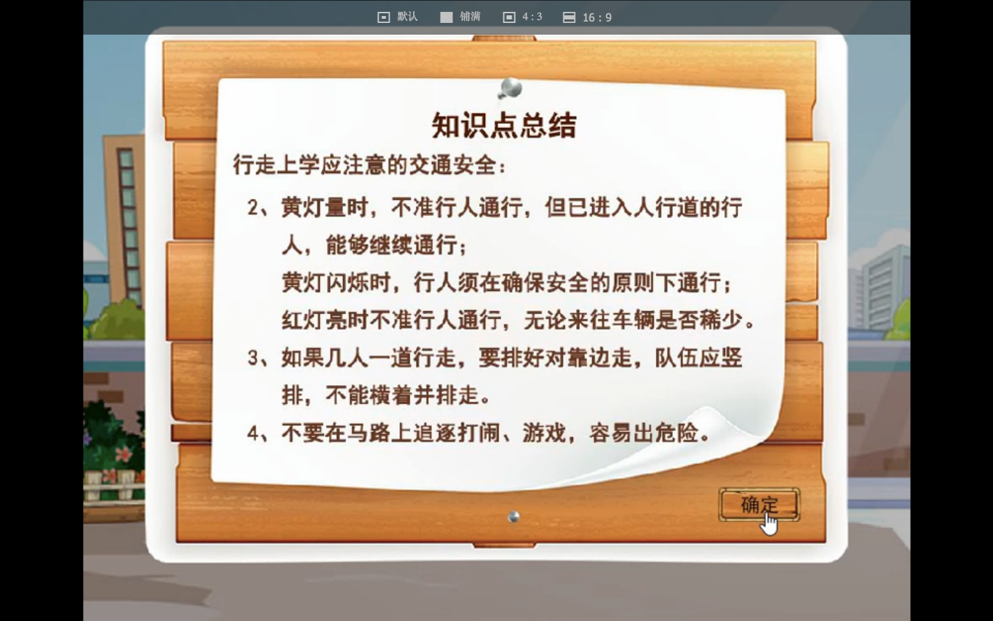 默认 铺满 4:3 16:9
知识点总结
行走上学应注意的交通安全：
2、黄灯量时，不准行人通行，但已进入人行道的行
人，能够继续通行；
黄灯闪烁时，行人须在确保安全的原则下通行；
红灯亮时不准行人通行，无论来往车辆是否稀少。
3、如果几人一道行走，要排好对靠边走，队伍应竖
排，不能横着并排走。
4、不要在马路上追逐打闹、游戏，容易出危险。
确定